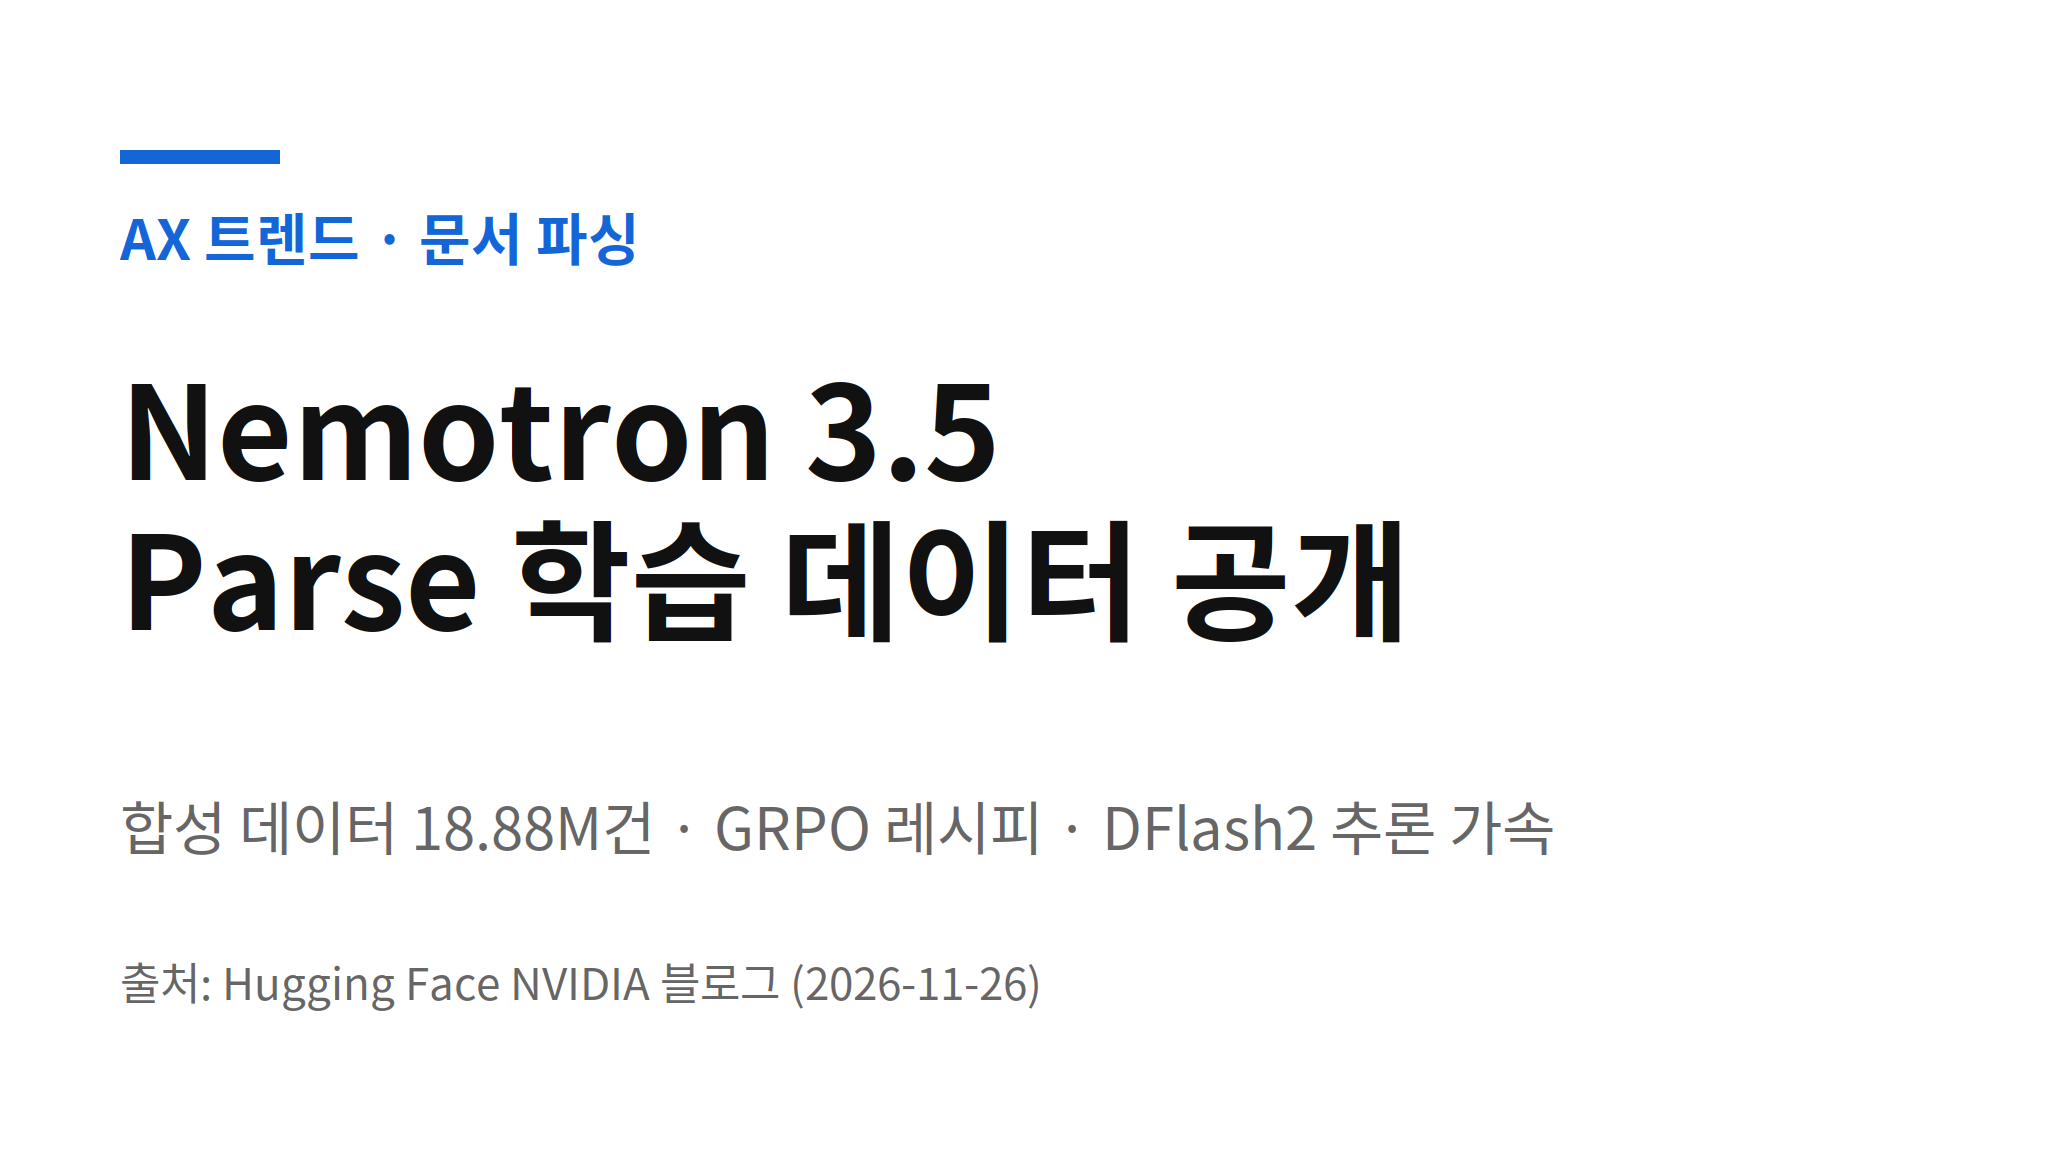 AX 트렌드 · 문서 파싱
Nemotron 3.5
Parse 학습 데이터 공개
합성 데이터 18.88M건 · GRPO 레시피 · DFlash2 추론 가속
출처: Hugging Face NVIDIA 블로그 (2026-11-26)